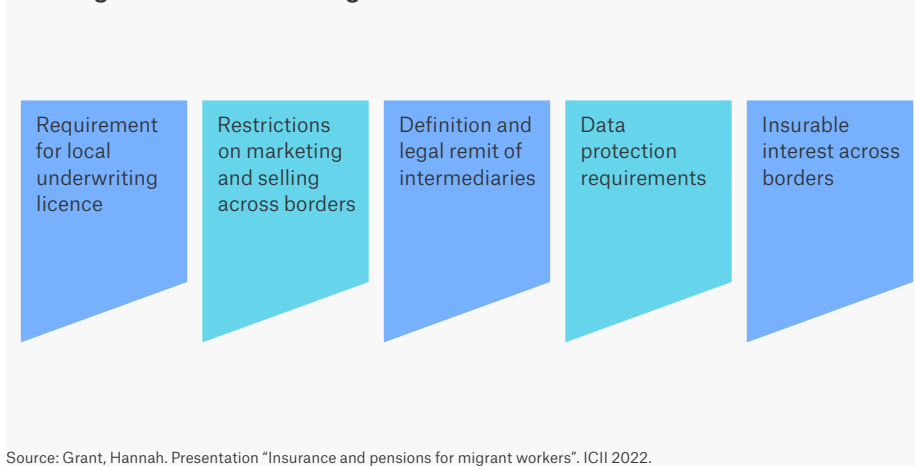 Requirement
for local
underwriting
licence
Restrictions
on marketing
and selling
across borders
Definition and
legal remit of
intermediaries
Data
protection
requirements
Insurable
interest across
borders
Source: Grant, Hannah. Presentation “Insurance and pensions for migrant workers”. ICII 2022.